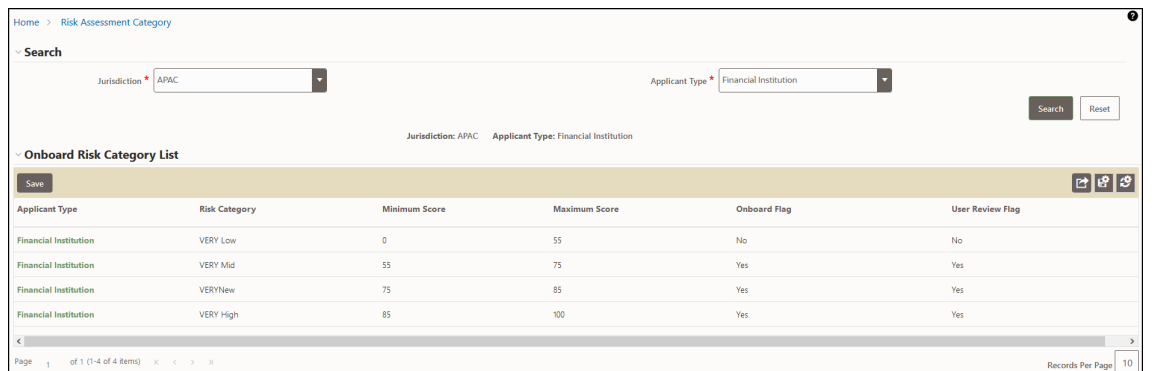 Home > Risk Assessment Category
Search
Jurisdiction * APAC Applicant Type * Financial Institution
Search Reset
Jurisdiction: APAC Applicant Type: Financial Institution
Onboard Risk Category List
Save
Applicant Type Risk Category Minimum Score Maximum Score Onboard Flag User Review Flag
Financial Institution VERY Low 0 55 No No
Financial Institution VERY Mid 55 75 Yes Yes
Financial Institution VERYNew 75 85 Yes Yes
Financial Institution VERY High 85 100 Yes Yes
Page 1 of 1 (1-4 of 4 items) Records Per Page 10